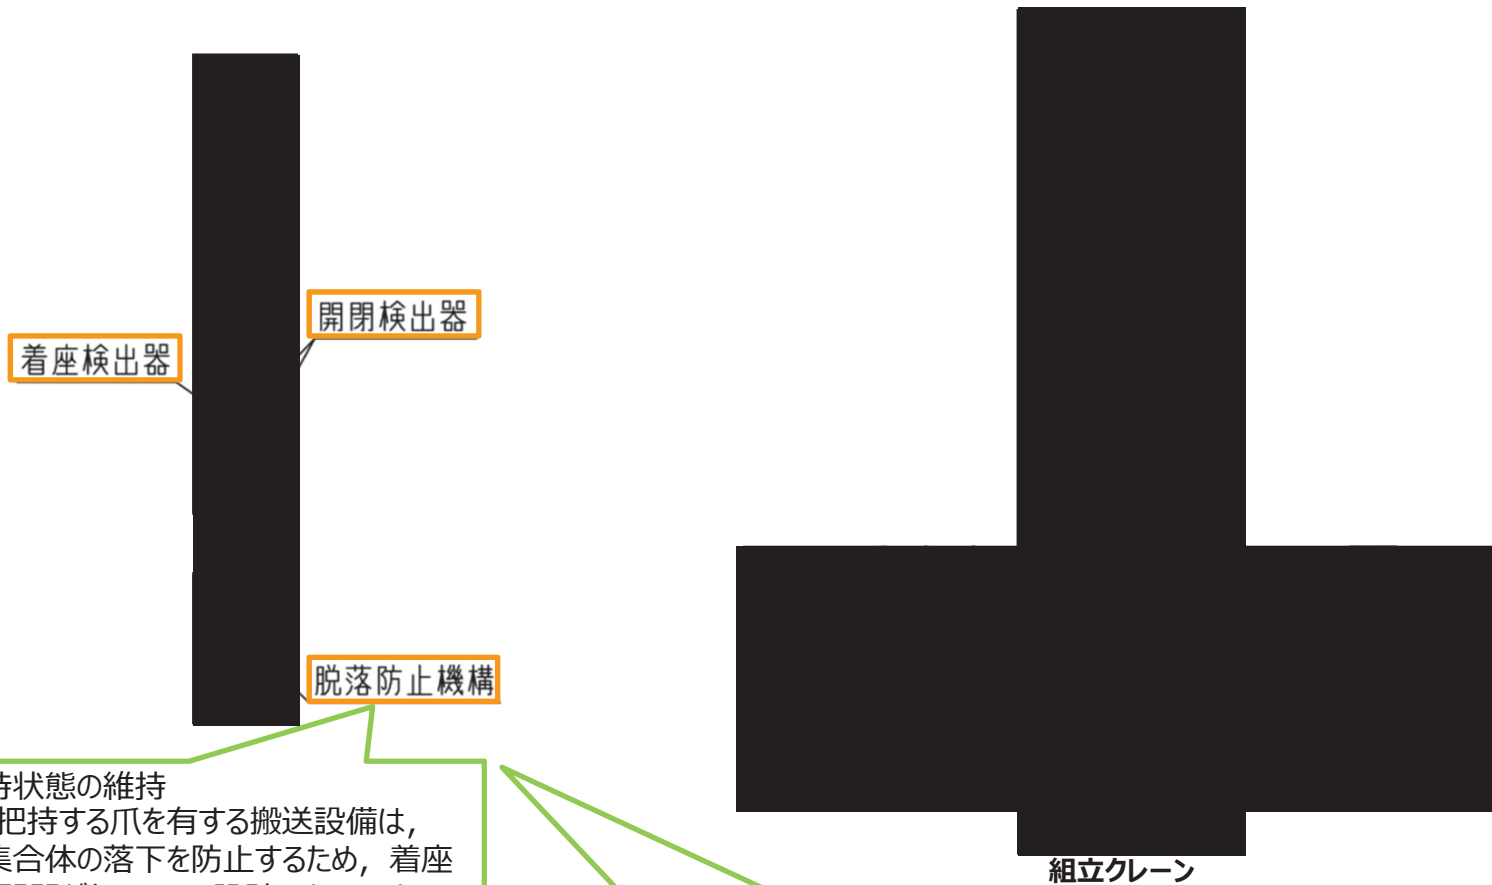 開閉検出器
着座検出器
脱落防止機構
持状態の維持
把持する爪を有する搬送設備は,
集合体の落下を防止するため, 着座
組立クレーン